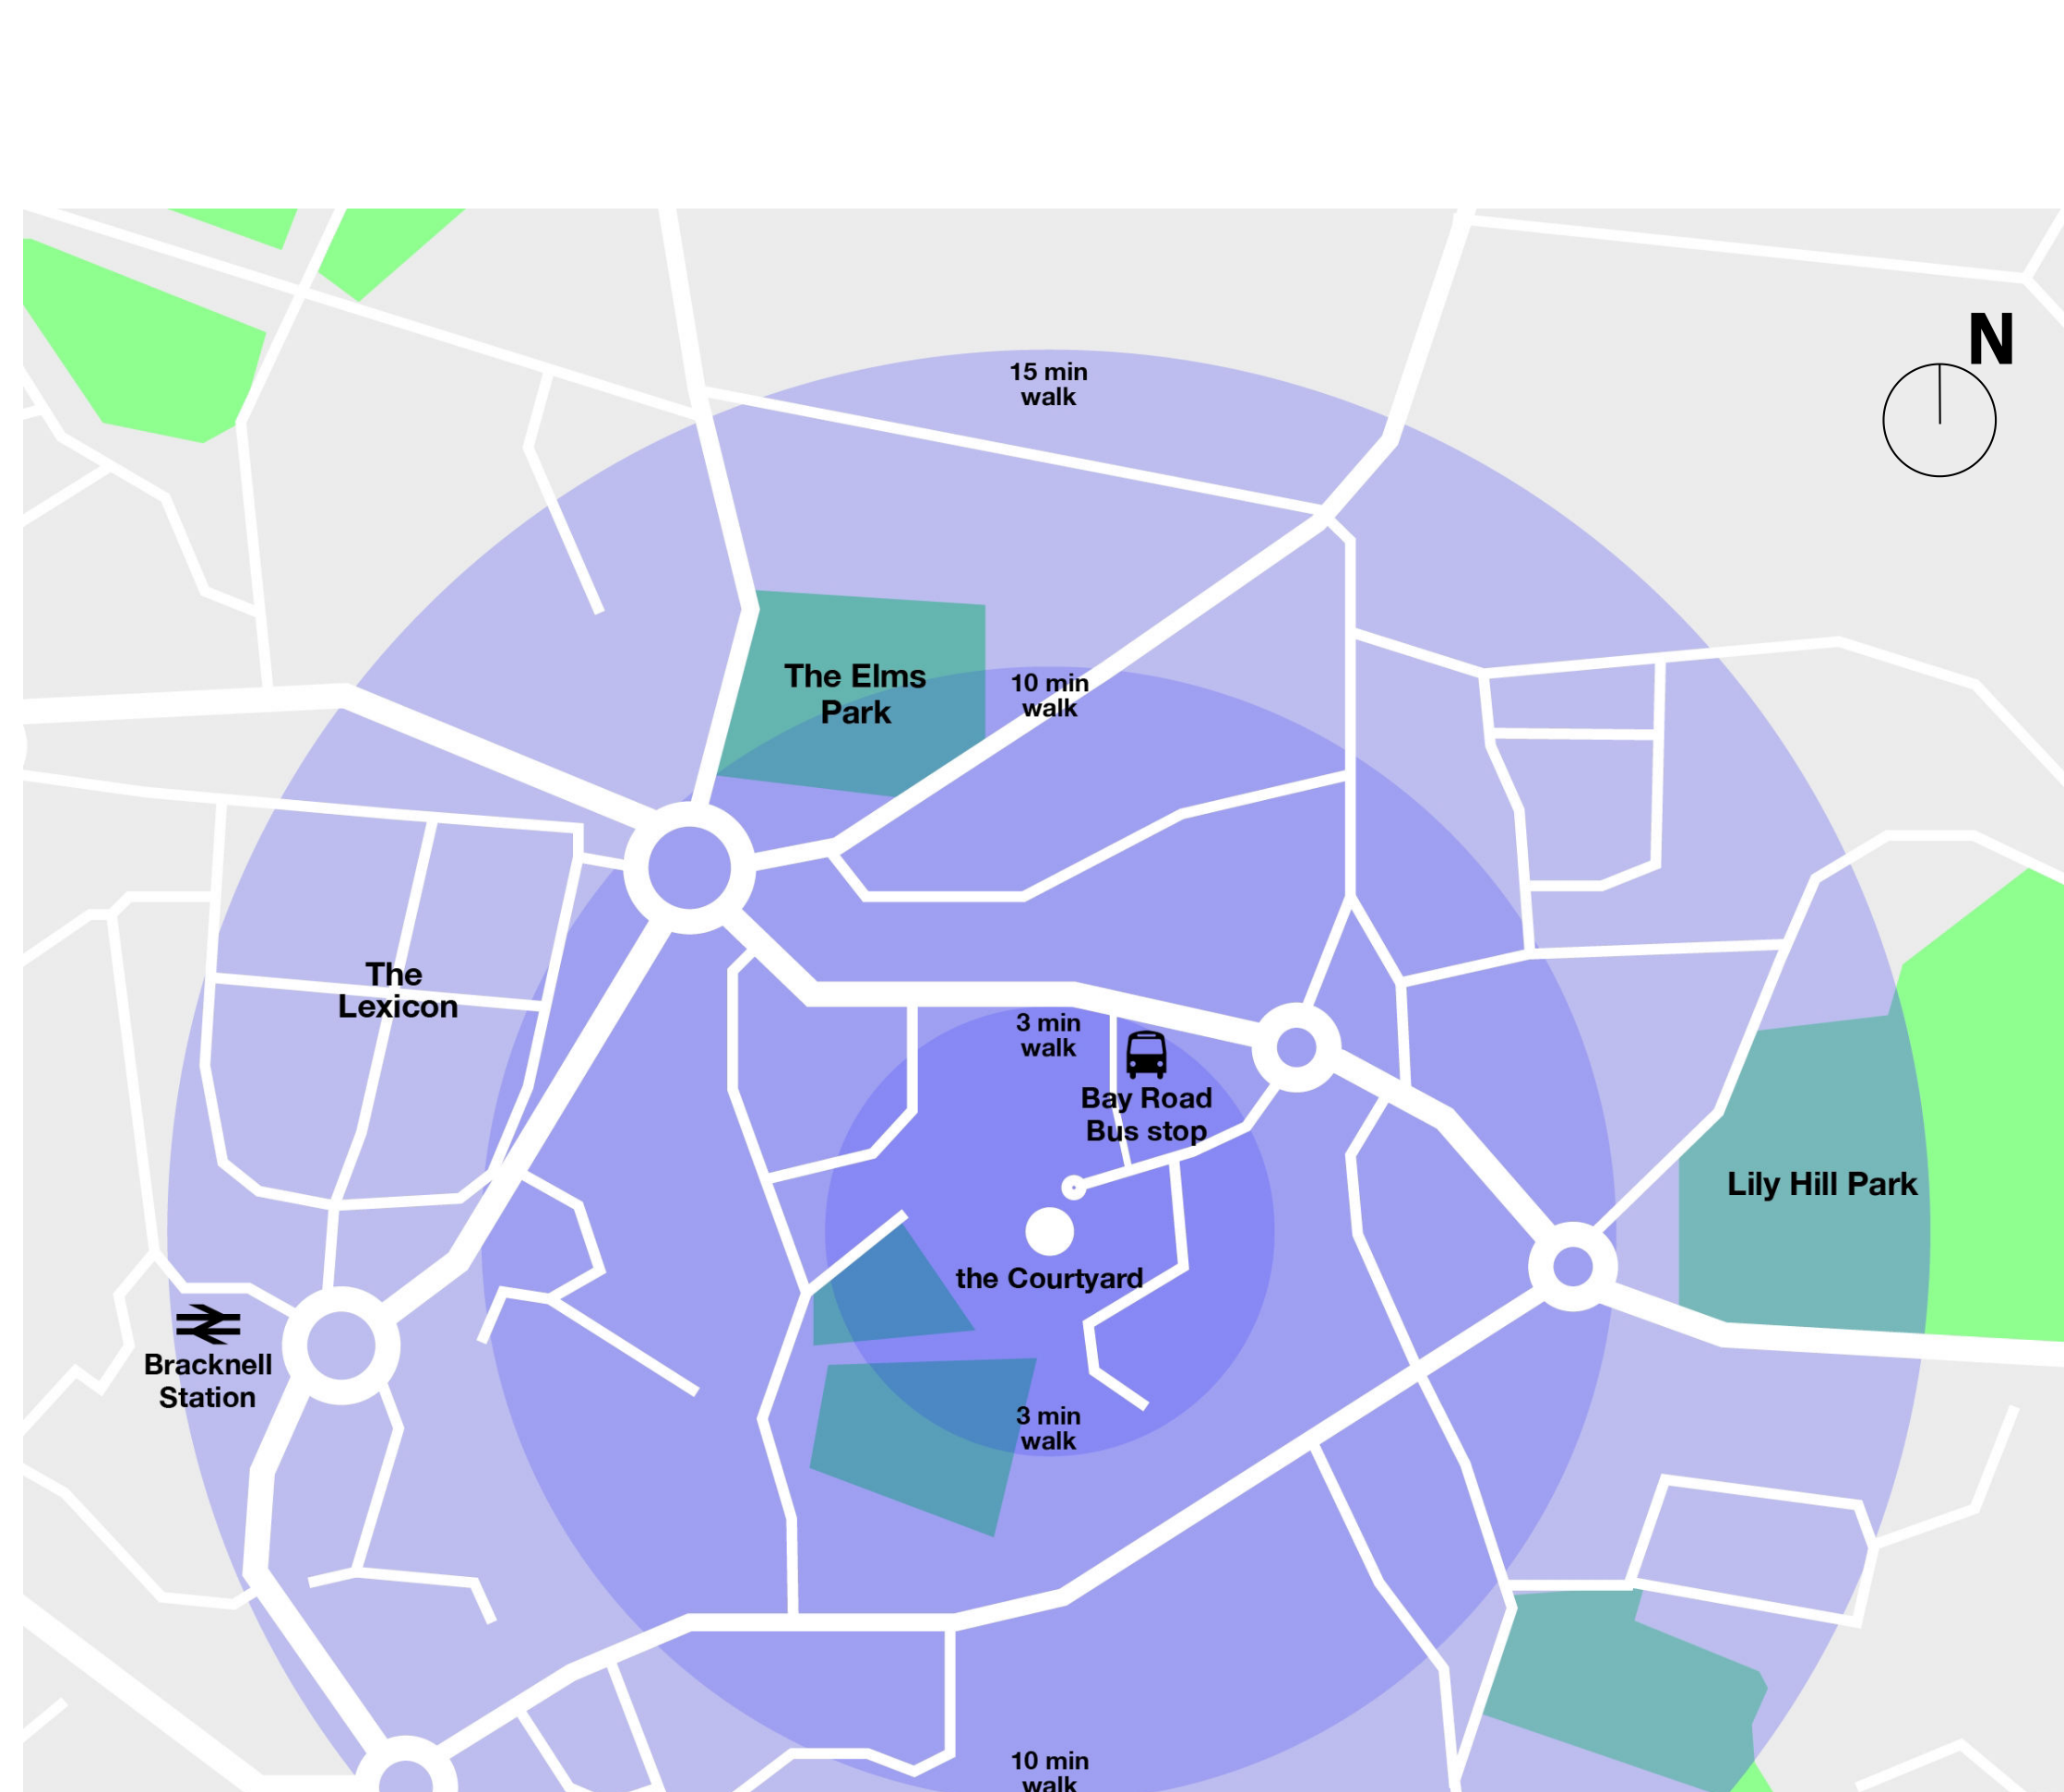 N
15 min
walk
The Elms
Park
10 min
walk
The
Lexicon
3 min
walk
Bay Road
Bus stop
Lily Hill Park
the Courtyard
Bracknell
Station
3 min
walk
10 min
walk